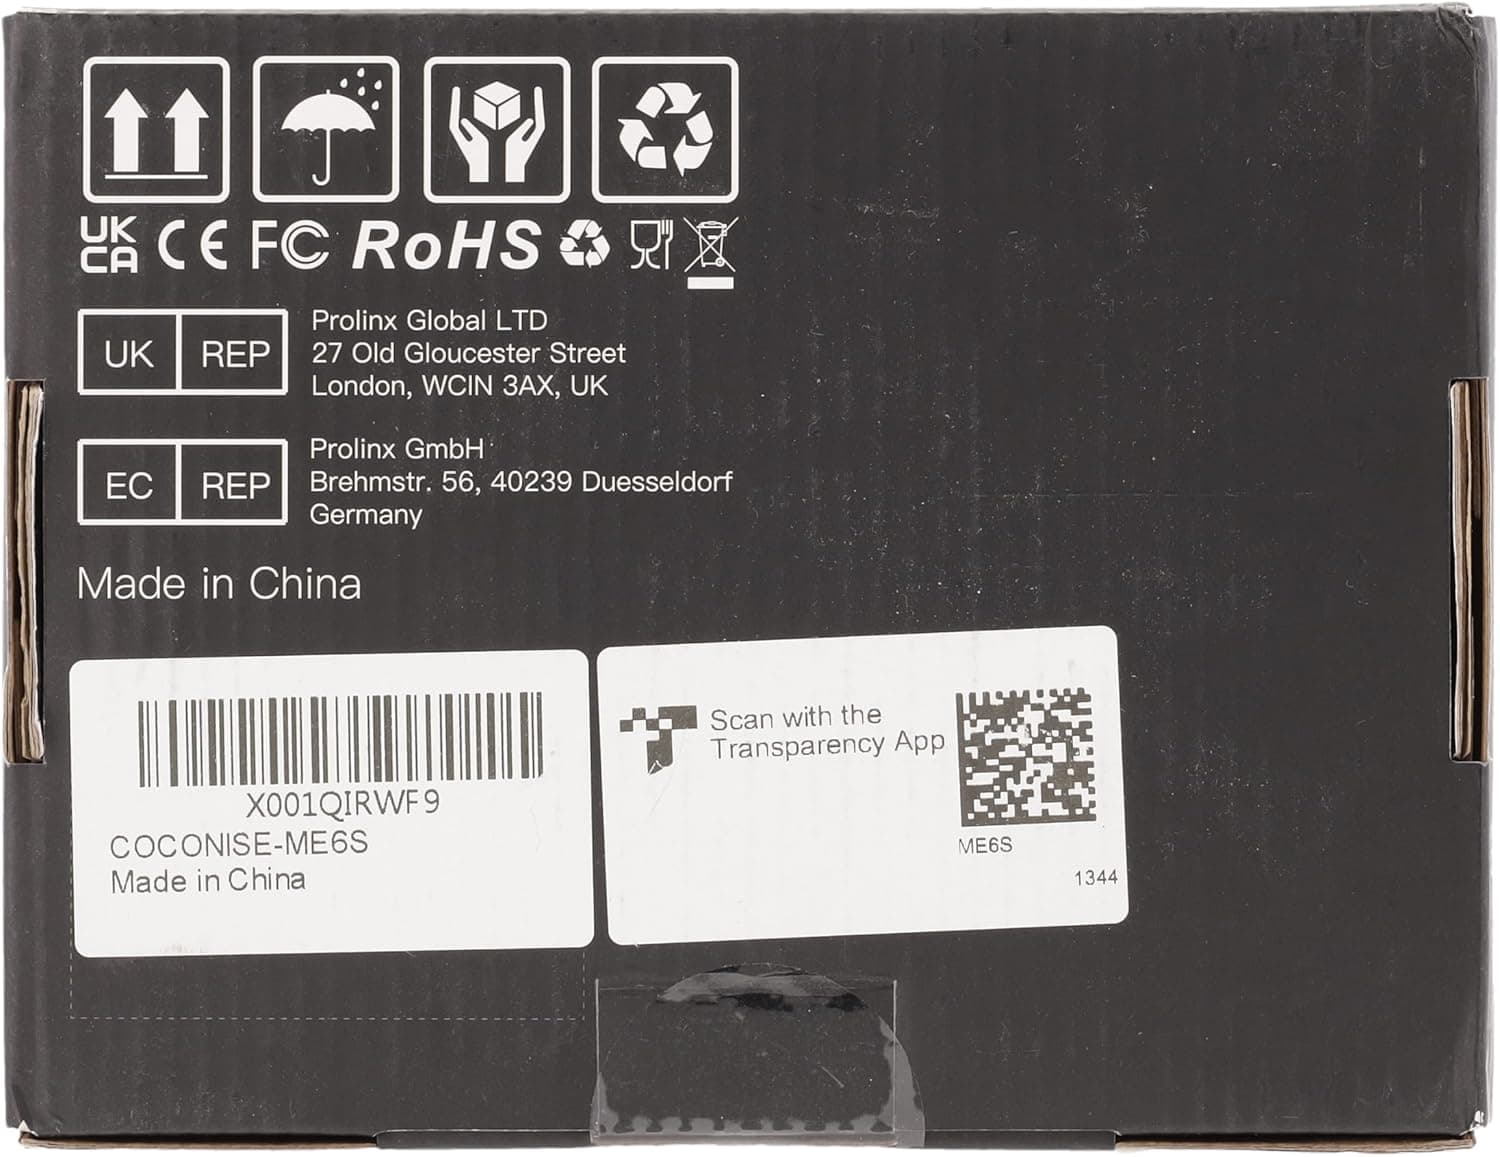 UK
CA CE FC RoHS
UK REP
Prolinx Global LTD
27 Old Gloucester Street
London, WCIN 3AX, UK
EC REP
Prolinx GmbH
Brehmstr. 56, 40239 Duesseldorf
Germany
Made in China
X001QIRWF9
COCONISE-ME6S
Made in China
Scan with the
Transparency App
ME6S
1344